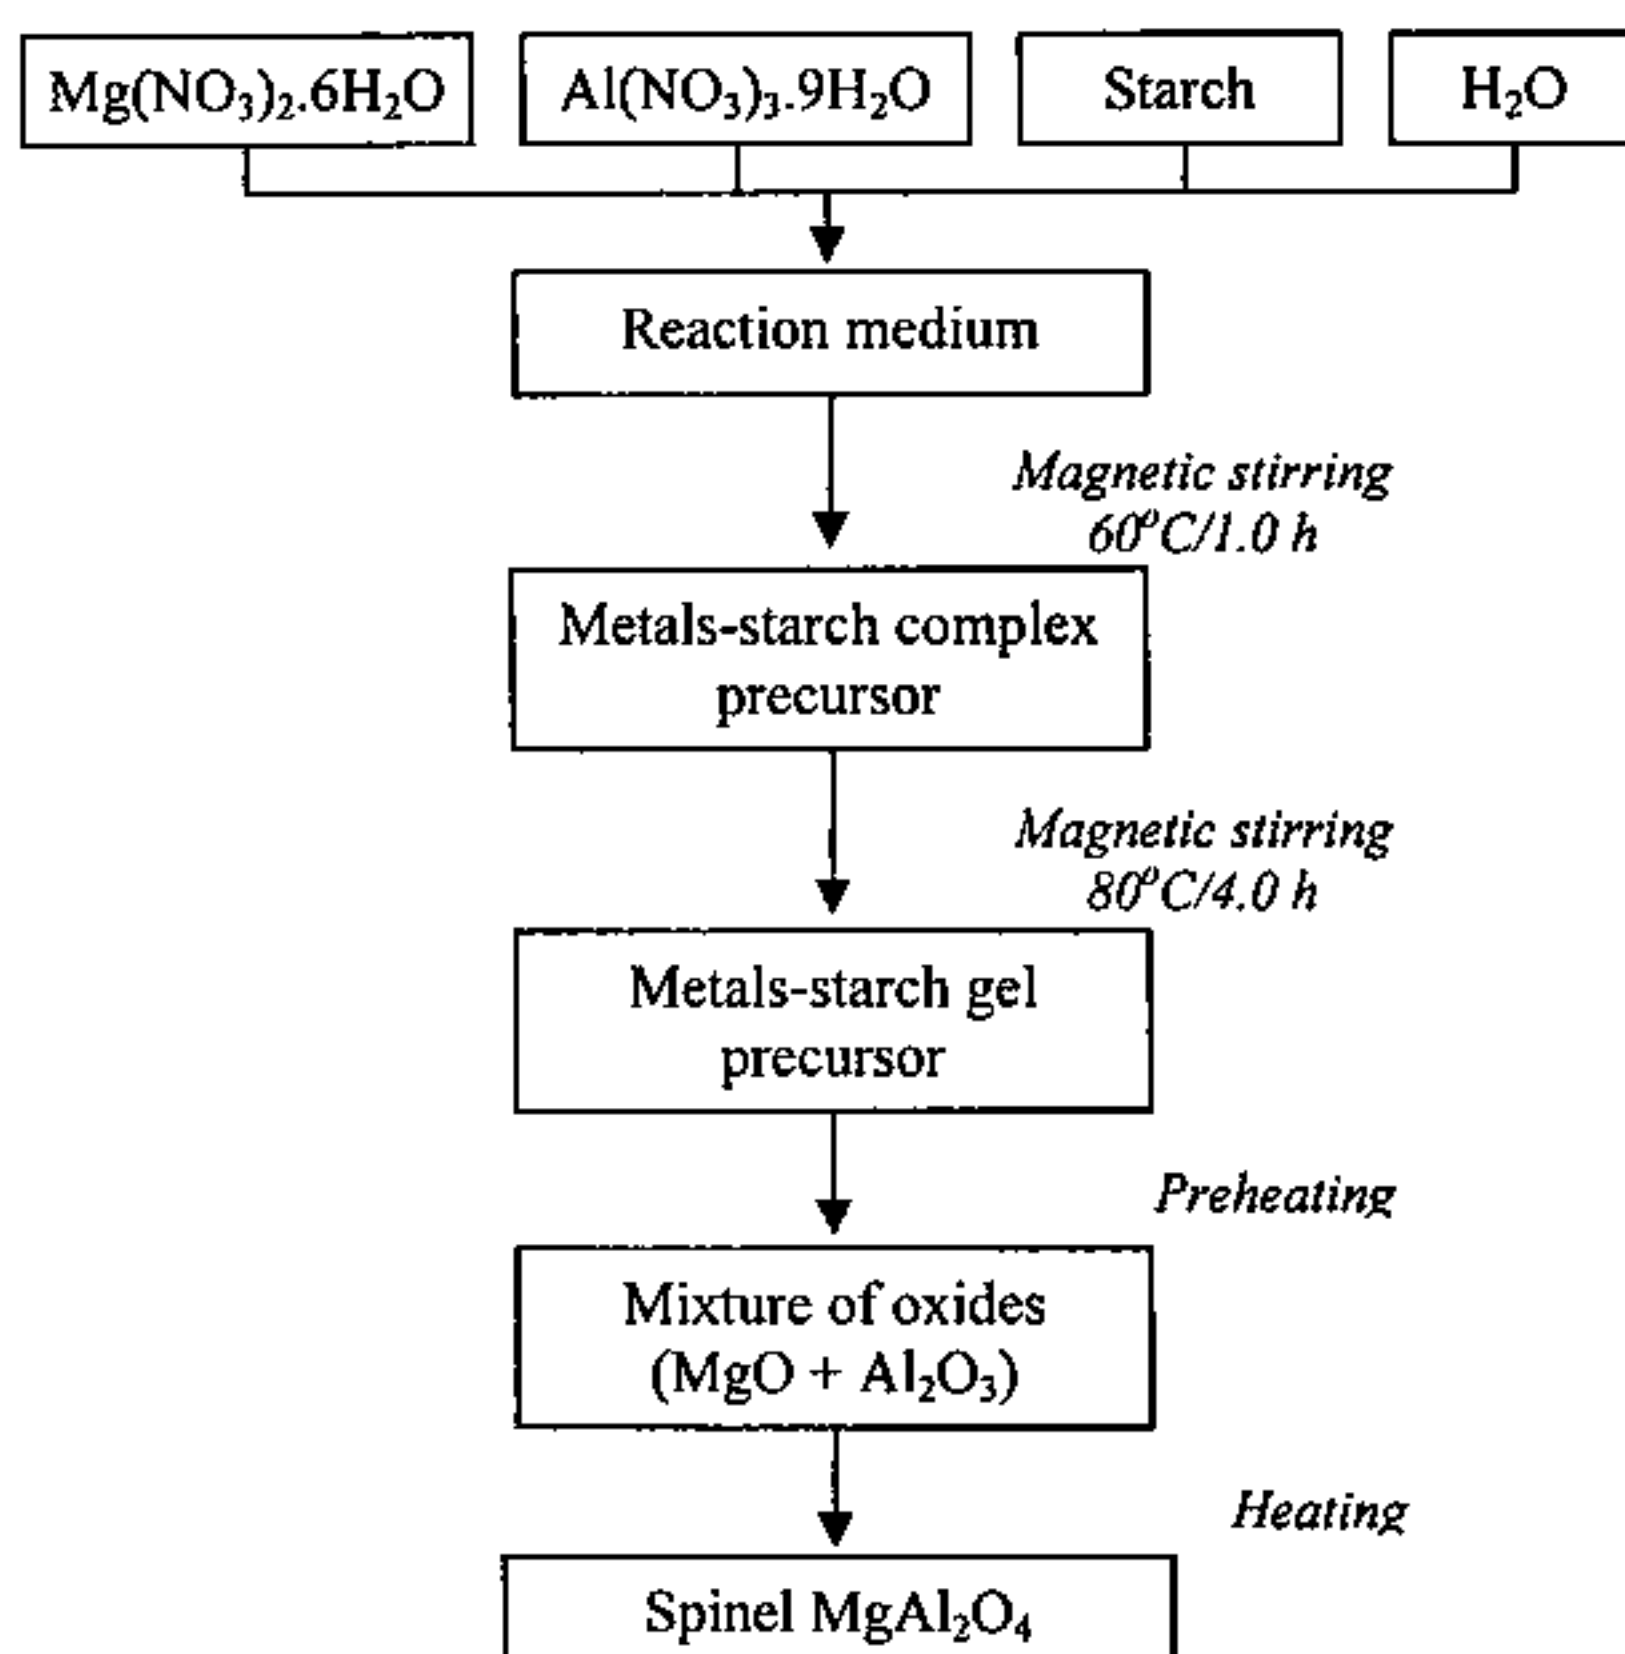 Mg(NO₃)₂.6H₂O
Al(NO₃)₃.9H₂O
Starch
H₂O
Reaction medium
Magnetic stirring
60°C/1.0 h
Metals-starch complex
precursor
Magnetic stirring
80°C/4.0 h
Metals-starch gel
precursor
Preheating
Mixture of oxides
(MgO + Al₂O₃)
Heating
Spinel MgAl₂O₄